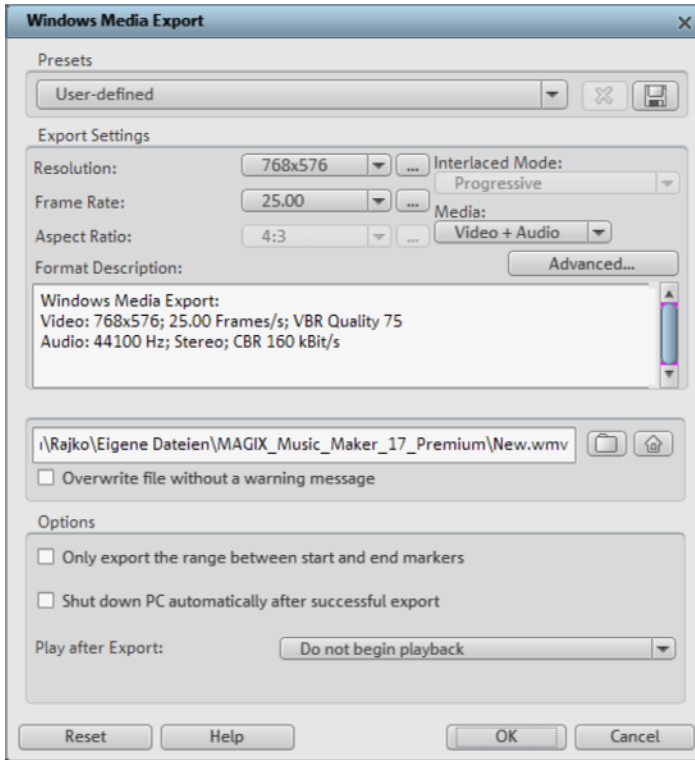 Windows Media Export
Presets
User-defined
Export Settings
Resolution: 768x576 ... Interlaced Mode:
Progressive
Frame Rate: 25.00 ... Media:
Aspect Ratio: 4:3 ... Video + Audio
Format Description: Advanced...
Windows Media Export:
Video: 768x576; 25.00 Frames/s; VBR Quality 75
Audio: 44100 Hz; Stereo; CBR 160 kBit/s
\Rajko\Eigene Dateien\MAGIX_Music_Maker_17_Premium\New.wmv
Overwrite file without a warning message
Options
Only export the range between start and end markers
Shut down PC automatically after successful export
Play after Export: Do not begin playback
Reset Help OK Cancel